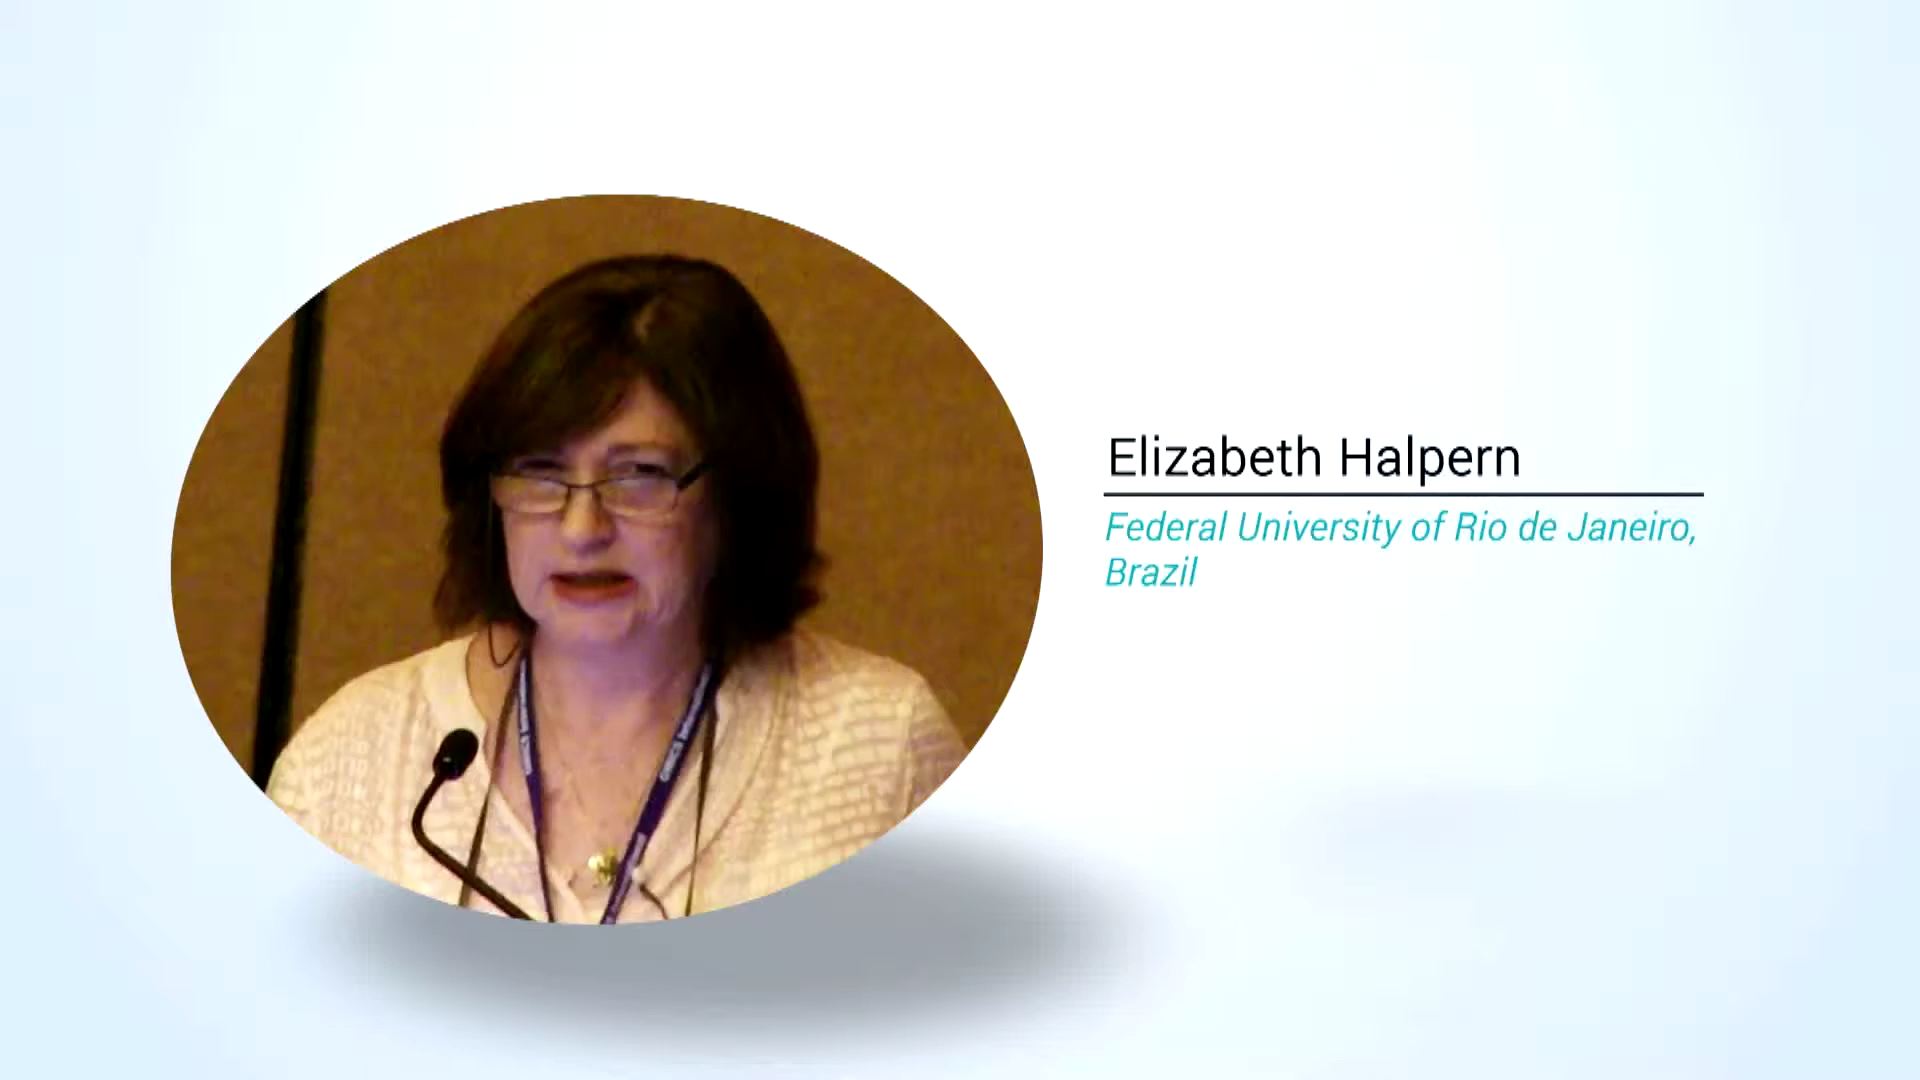 Elizabeth Halpern
Federal University of Rio de Janeiro,
Brazil